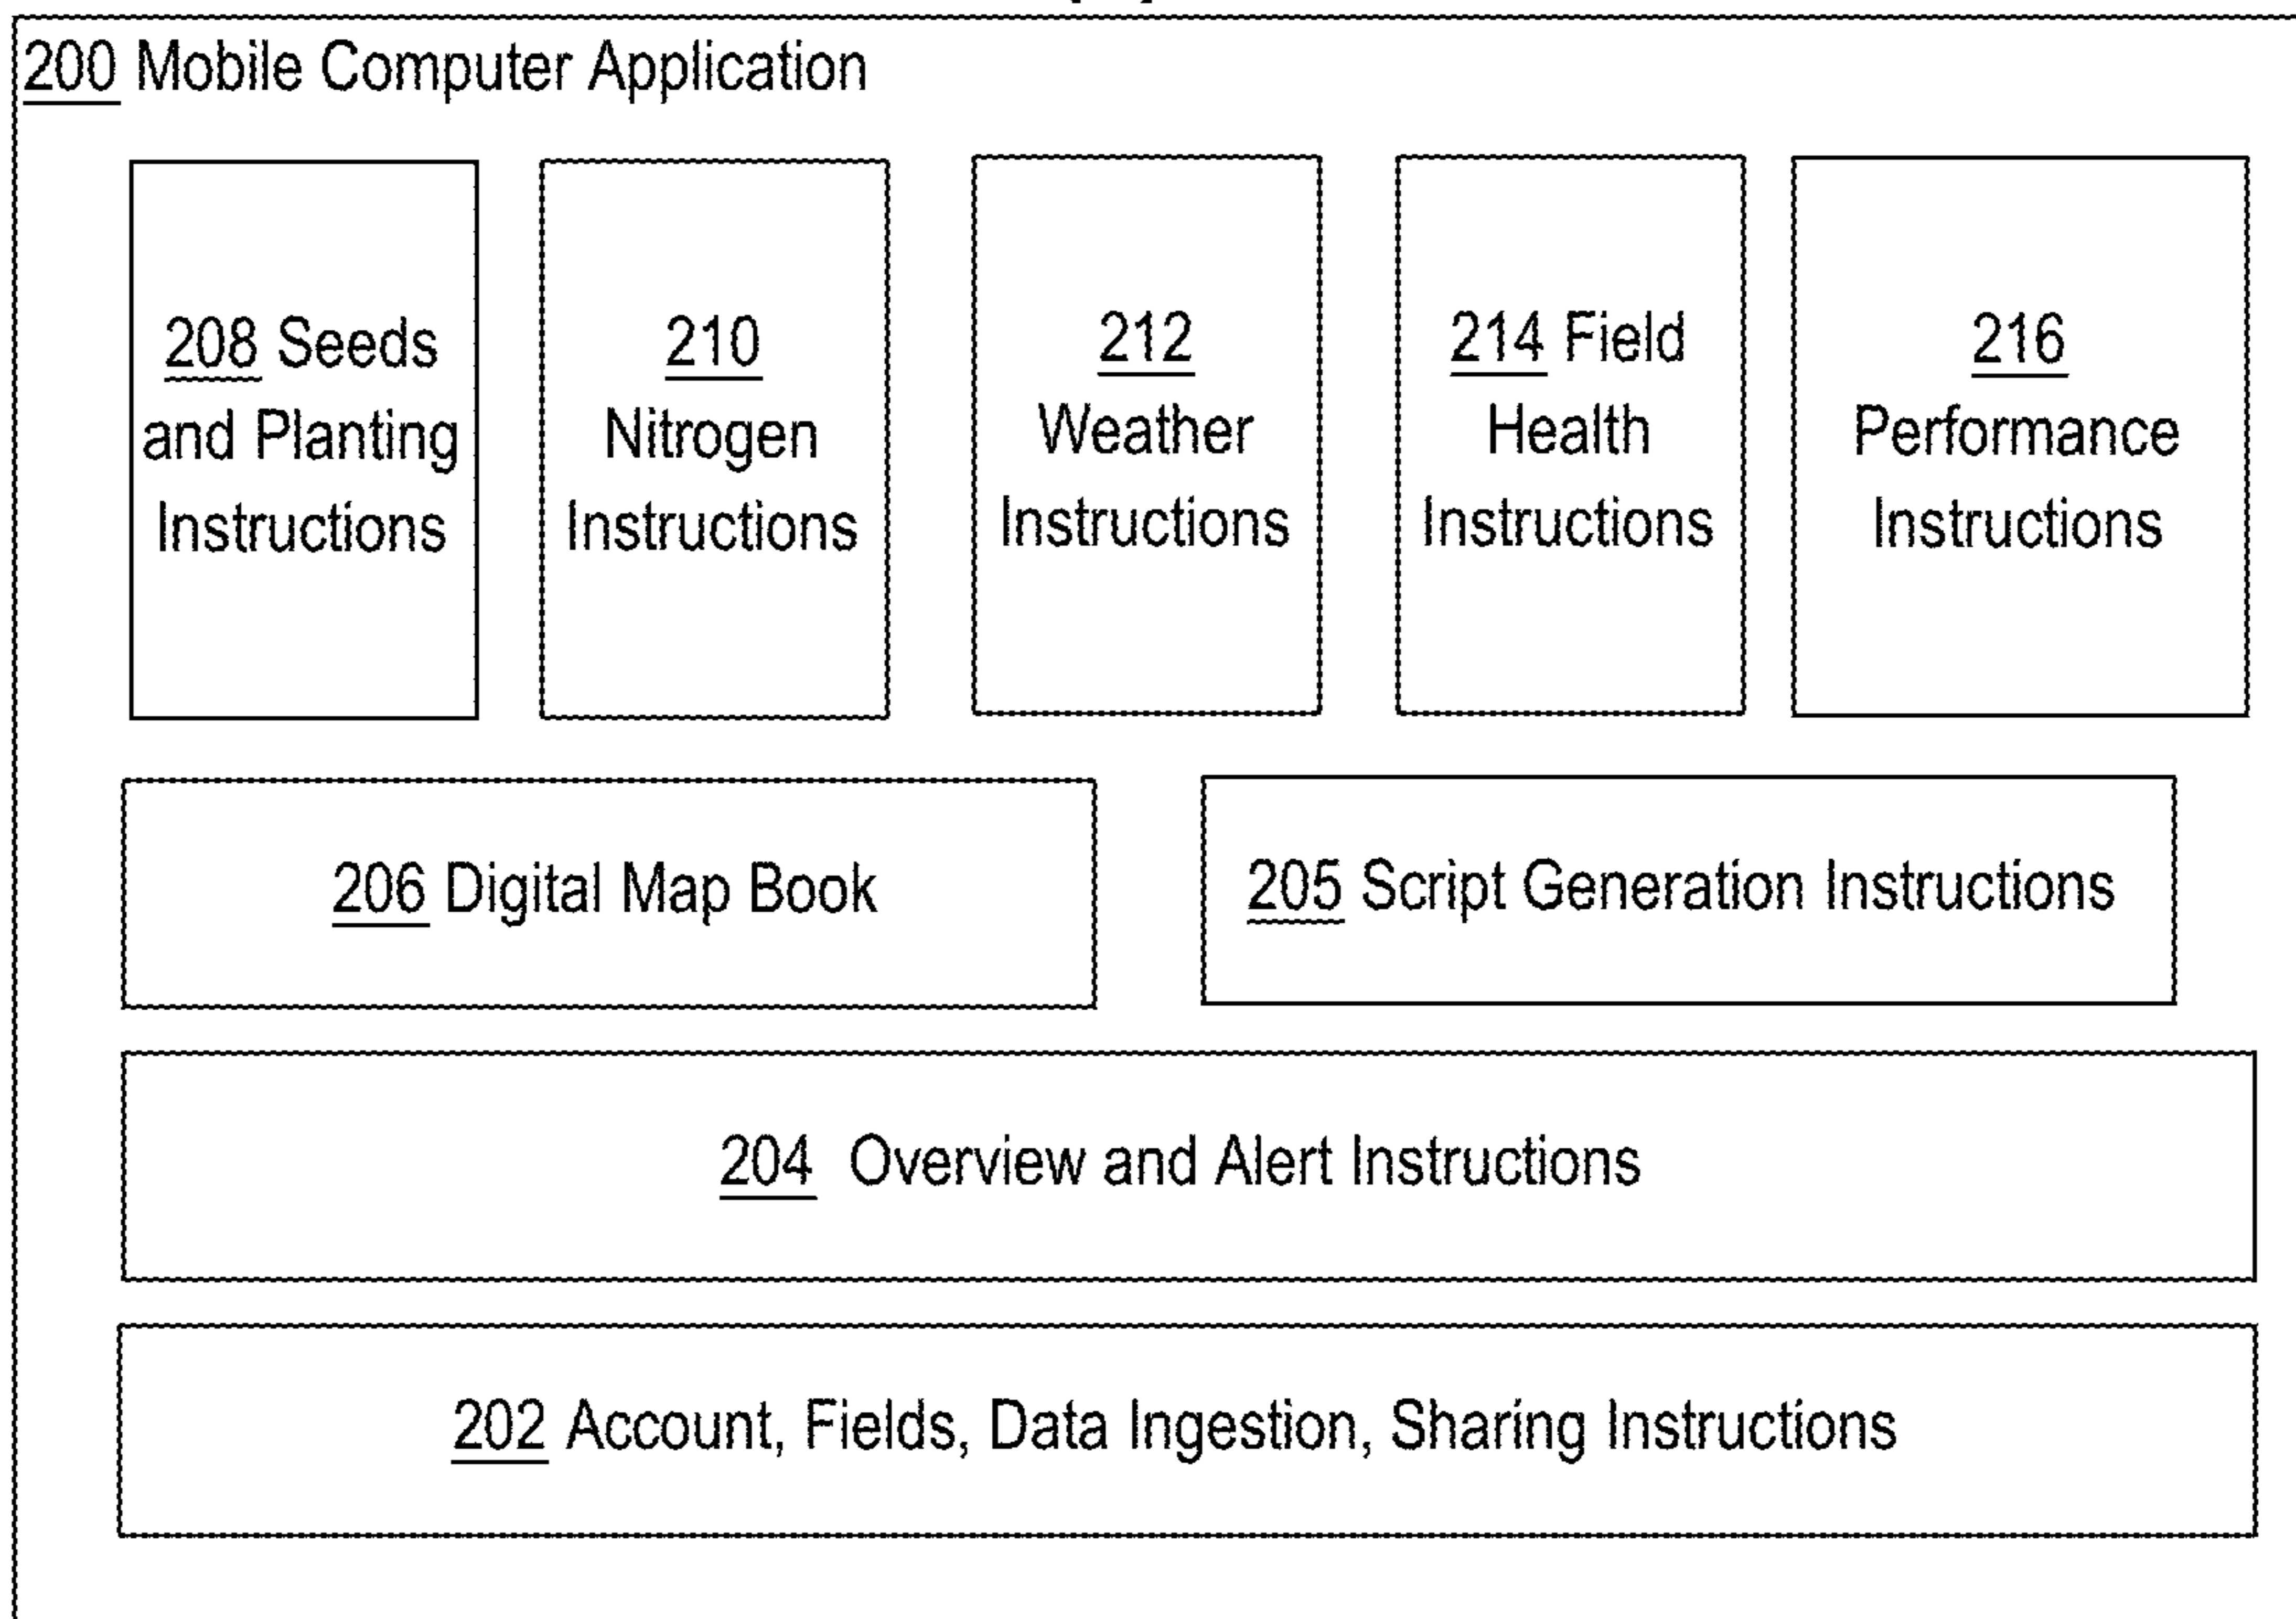 200 Mobile Computer Application
208 Seeds
and Planting
Instructions
210
Nitrogen
Instructions
212
Weather
Instructions
214 Field
Health
Instructions
216
Performance
Instructions
206 Digital Map Book
205 Script Generation Instructions
204 Overview and Alert Instructions
202 Account, Fields, Data Ingestion, Sharing Instructions